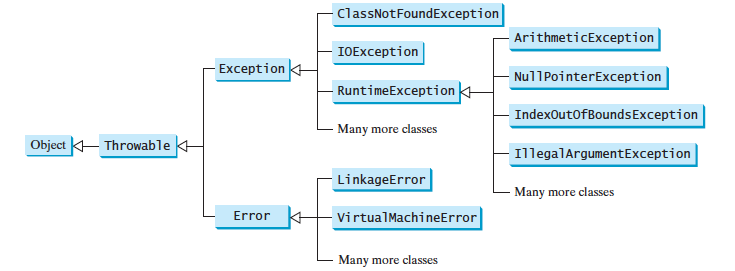 ClassNotFoundException
ArithmeticException
IOException
Exception
NullPointerException
RuntimeException
IndexOutOfBoundsException
Many more classes
Object
Throwable
IllegalArgumentException
LinkageError
Many more classes
Error
VirtualMachineError
Many more classes